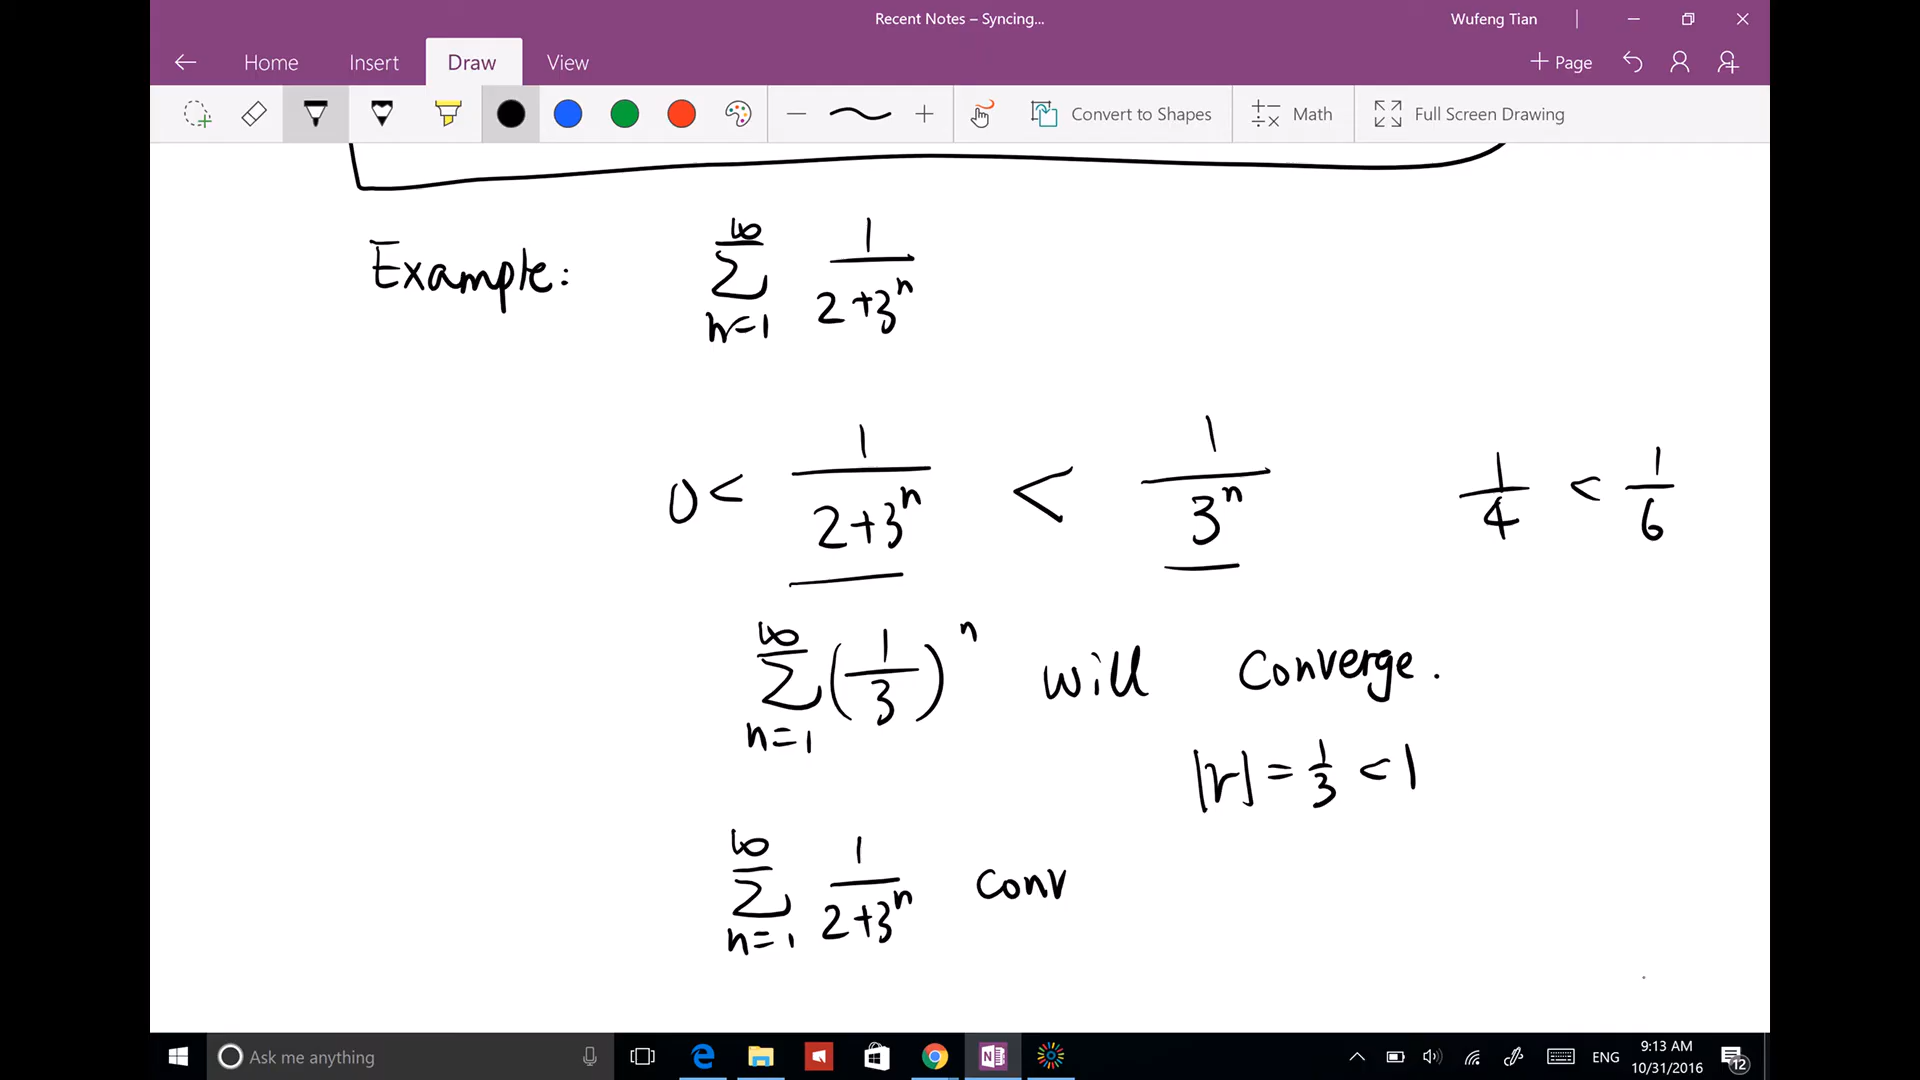 Recent Notes – Syncing...
Wufeng Tian
Home Insert Draw View
Page
Convert to Shapes
Math
Full Screen Drawing
Example: ∞ Σ n=1 1/(2+3^n)
0 < 1/(2+3^n) < 1/3^n
1/4 < 1/6
∞ Σ n=1 (1/3)^n will Converge.
|r| = 1/3 < 1
∞ Σ n=1 1/(2+3^n) conv
Ask me anything
ENG
9:13 AM
10/31/2016
12